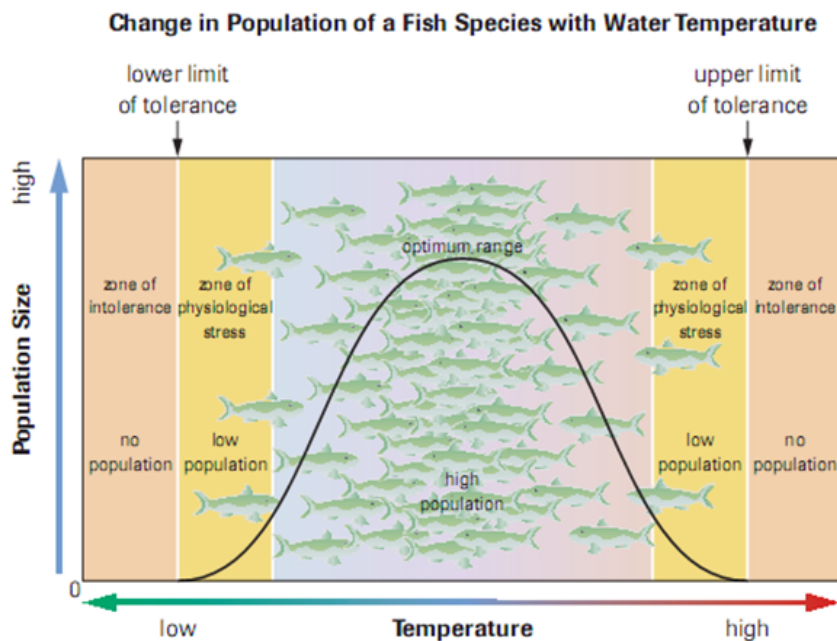 Change in Population of a Fish Species with Water Temperature
lower limit
of tolerance
upper limit
of tolerance
high
Population Size
0
zone of
intolerance
zone of
physiological
stress
optimum range
zone of
physiological
stress
zone of
intolerance
no
population
low
population
high
population
low
population
no
population
low
Temperature
high